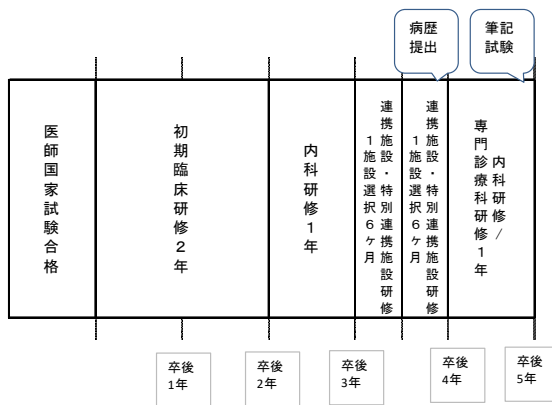 病歴
提出
筆記
試験
医師国家試験合格
初期臨床研修2年
内科研修1年
連携施設・特別連携施設研修
1施設選択6ヶ月
連携施設・特別連携施設研修
1施設選択6ヶ月
内科研修/
専門診療科研修1年
卒後
1年
卒後
2年
卒後
3年
卒後
4年
卒後
5年